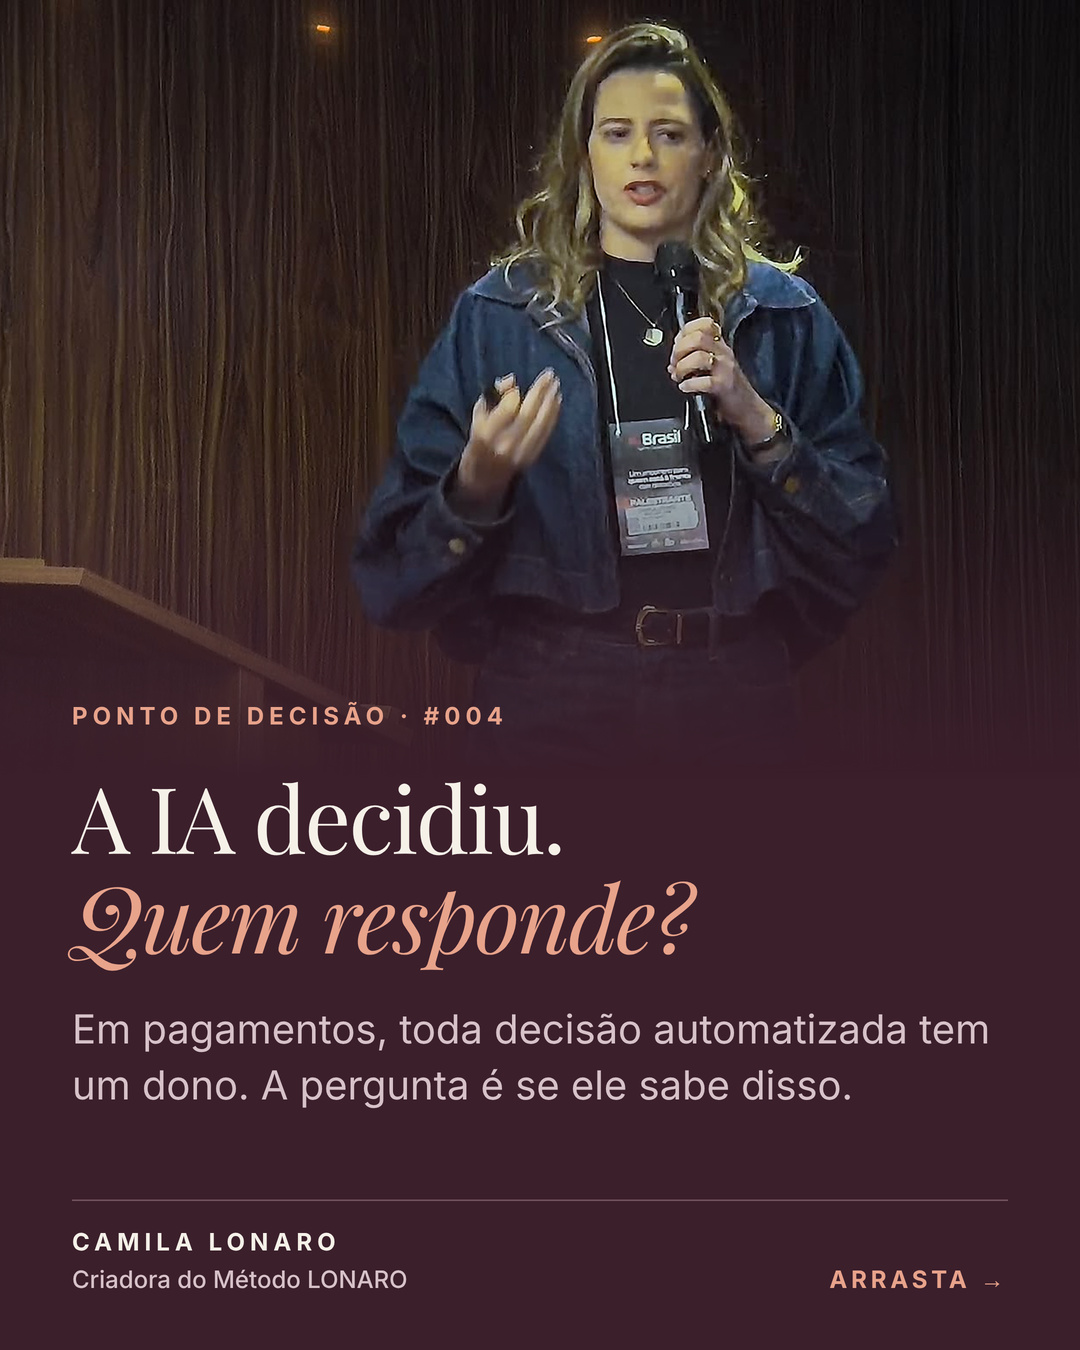 Brasil
PALESTRANTE
PONTO DE DECISÃO · #004
A IA decidiu.
Quem responde?
Em pagamentos, toda decisão automatizada tem
um dono. A pergunta é se ele sabe disso.
CAMILA LONARO
Criadora do Método LONARO
ARRASTA →